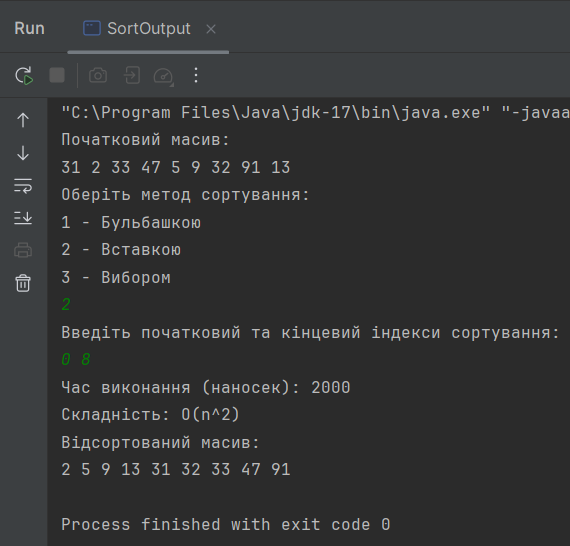 Run SortOutput
"C:\Program Files\Java\jdk-17\bin\java.exe" "-javaa
Початковий масив:
31 2 33 47 5 9 32 91 13
Оберіть метод сортування:
1 - Бульбашкою
2 - Вставкою
3 - Вибором
2
Введіть початковий та кінцевий індекси сортування:
0 8
Час виконання (наносек): 2000
Складність: O(n^2)
Відсортований масив:
2 5 9 13 31 32 33 47 91
Process finished with exit code 0